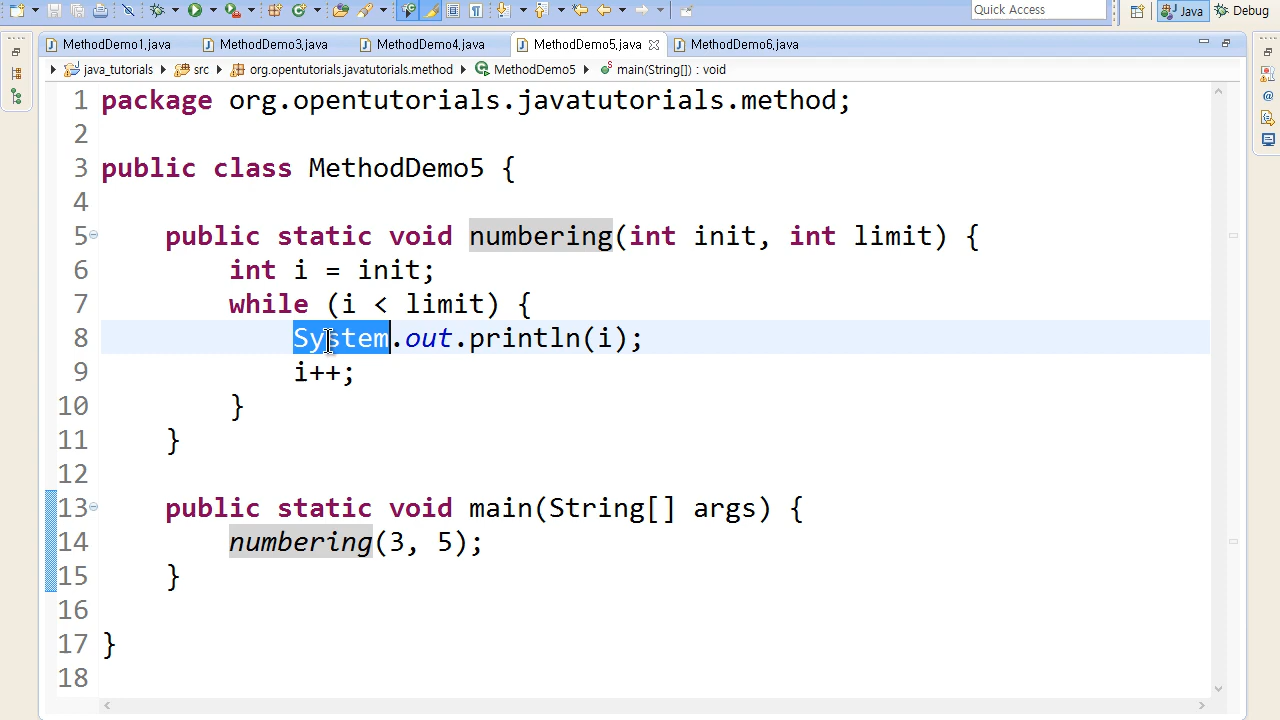 Quick Access
Java
Debug
MethodDemo1.java
MethodDemo3.java
MethodDemo4.java
MethodDemo5.java
MethodDemo6.java
java_tutorials
src
org.opentutorials.javatutorials.method
MethodDemo5
main(String[]) : void
1 package org.opentutorials.javatutorials.method;
2
3 public class MethodDemo5 {
4
5     public static void numbering(int init, int limit) {
6         int i = init;
7         while (i < limit) {
8             System.out.println(i);
9             i++;
10         }
11     }
12
13     public static void main(String[] args) {
14         numbering(3, 5);
15     }
16
17 }
18